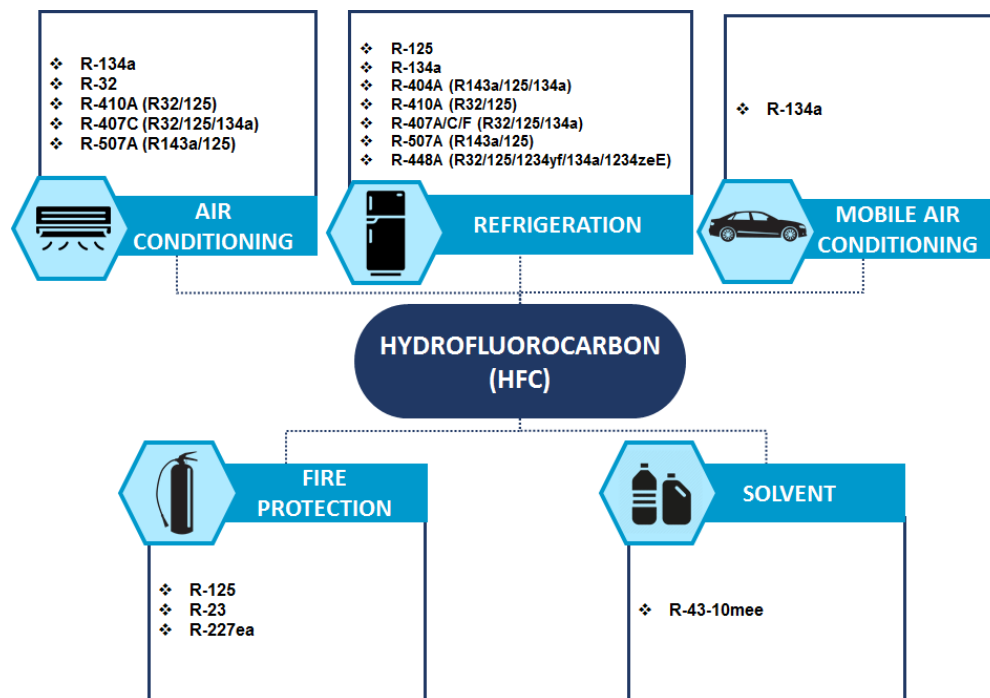 ❖ R-134a
❖ R-32
❖ R-410A (R32/125)
❖ R-407C (R32/125/134a)
❖ R-507A (R143a/125)
AIR
CONDITIONING
❖ R-125
❖ R-134a
❖ R-404A (R143a/125/134a)
❖ R-410A (R32/125)
❖ R-407A/C/F (R32/125/134a)
❖ R-507A (R143a/125)
❖ R-448A (R32/125/1234yf/134a/1234zeE)
REFRIGERATION
❖ R-134a
MOBILE AIR
CONDITIONING
HYDROFLUOROCARBON
(HFC)
FIRE
PROTECTION
❖ R-125
❖ R-23
❖ R-227ea
SOLVENT
❖ R-43-10mee